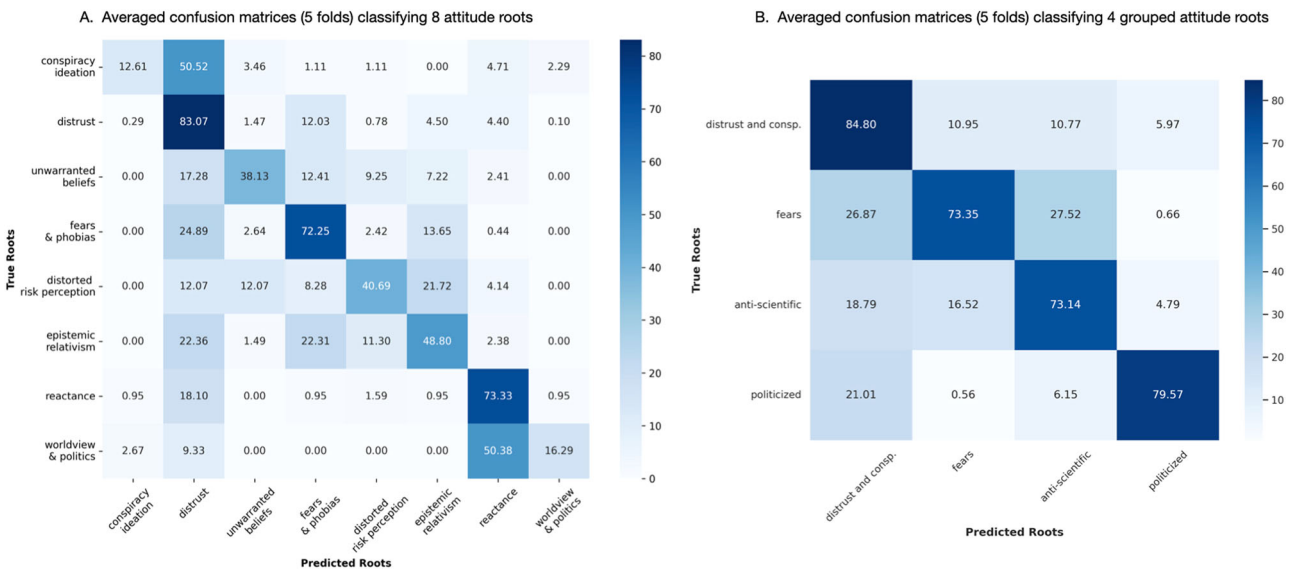 A. Averaged confusion matrices (5 folds) classifying 8 attitude roots
True Roots
conspiracy
ideation
12.61 50.52 3.46 1.11 1.11 0.00 4.71 2.29
distrust
0.29 83.07 1.47 12.03 0.78 4.50 4.40 0.10
unwarranted
beliefs
0.00 17.28 38.13 12.41 9.25 7.22 2.41 0.00
fears
& phobias
0.00 24.89 2.64 72.25 2.42 13.65 0.44 0.00
distorted
risk perception
0.00 12.07 12.07 8.28 40.69 21.72 4.14 0.00
epistemic
relativism
0.00 22.36 1.49 22.31 11.30 48.80 2.38 0.00
reactance
0.95 18.10 0.00 0.95 1.59 0.95 73.33 0.95
worldview
& politics
2.67 9.33 0.00 0.00 0.00 0.00 50.38 16.29
conspiracy
ideation
distrust
unwarranted
beliefs
fears
& phobias
distorted
risk perception
epistemic
relativism
reactance
worldview
& politics
Predicted Roots
80
70
60
50
40
30
20
10
0
B. Averaged confusion matrices (5 folds) classifying 4 grouped attitude roots
True Roots
distrust and consp.
84.80 10.95 10.77 5.97
fears
26.87 73.35 27.52 0.66
anti-scientific
18.79 16.52 73.14 4.79
politicized
21.01 0.56 6.15 79.57
distrust and consp.
fears
anti-scientific
politicized
Predicted Roots
80
70
60
50
40
30
20
10